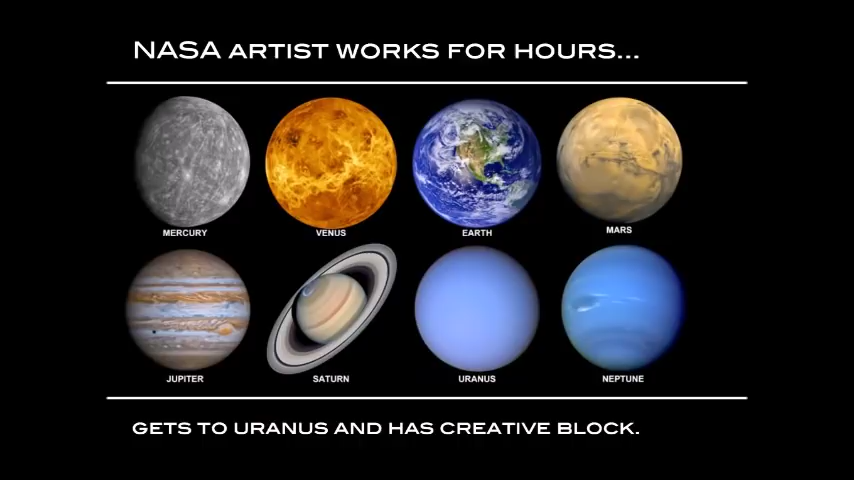 NASA ARTIST WORKS FOR HOURS...
MERCURY
VENUS
EARTH
MARS
JUPITER
SATURN
URANUS
NEPTUNE
GETS TO URANUS AND HAS CREATIVE BLOCK.